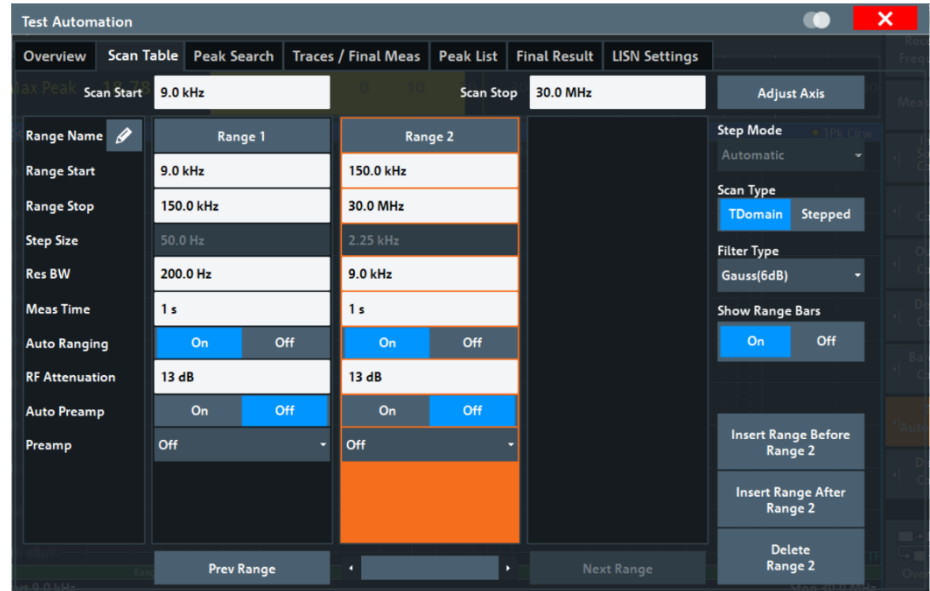 Test Automation
Overview Scan Table Peak Search Traces / Final Meas Peak List Final Result LISN Settings
Scan Start 9.0 kHz Scan Stop 30.0 MHz Adjust Axis
Range Name Range 1 Range 2 Step Mode
Automatic
Range Start 9.0 kHz 150.0 kHz
Scan Type
Range Stop 150.0 kHz 30.0 MHz TDomain Stepped
Step Size 50.0 Hz 2.25 kHz
Filter Type
Res BW 200.0 Hz 9.0 kHz Gauss(6dB)
Meas Time 1 s 1 s Show Range Bars
Auto Ranging On Off On Off On Off
RF Attenuation 13 dB 13 dB
Auto Preamp On Off On Off
Preamp Off Off
Insert Range Before
Range 2
Insert Range After
Range 2
Delete
Range 2
Prev Range Next Range